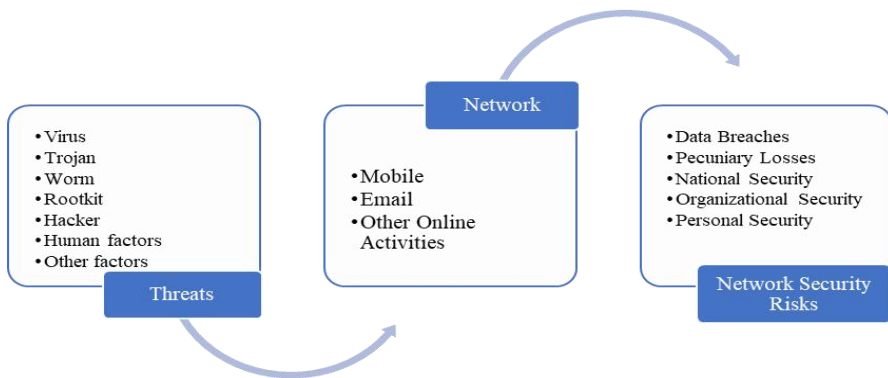 •Virus
•Trojan
•Worm
•Rootkit
•Hacker
•Human factors
•Other factors
Threats
Network
•Mobile
•Email
•Other Online
Activities
•Data Breaches
•Pecuniary Losses
•National Security
•Organizational Security
•Personal Security
Network Security
Risks